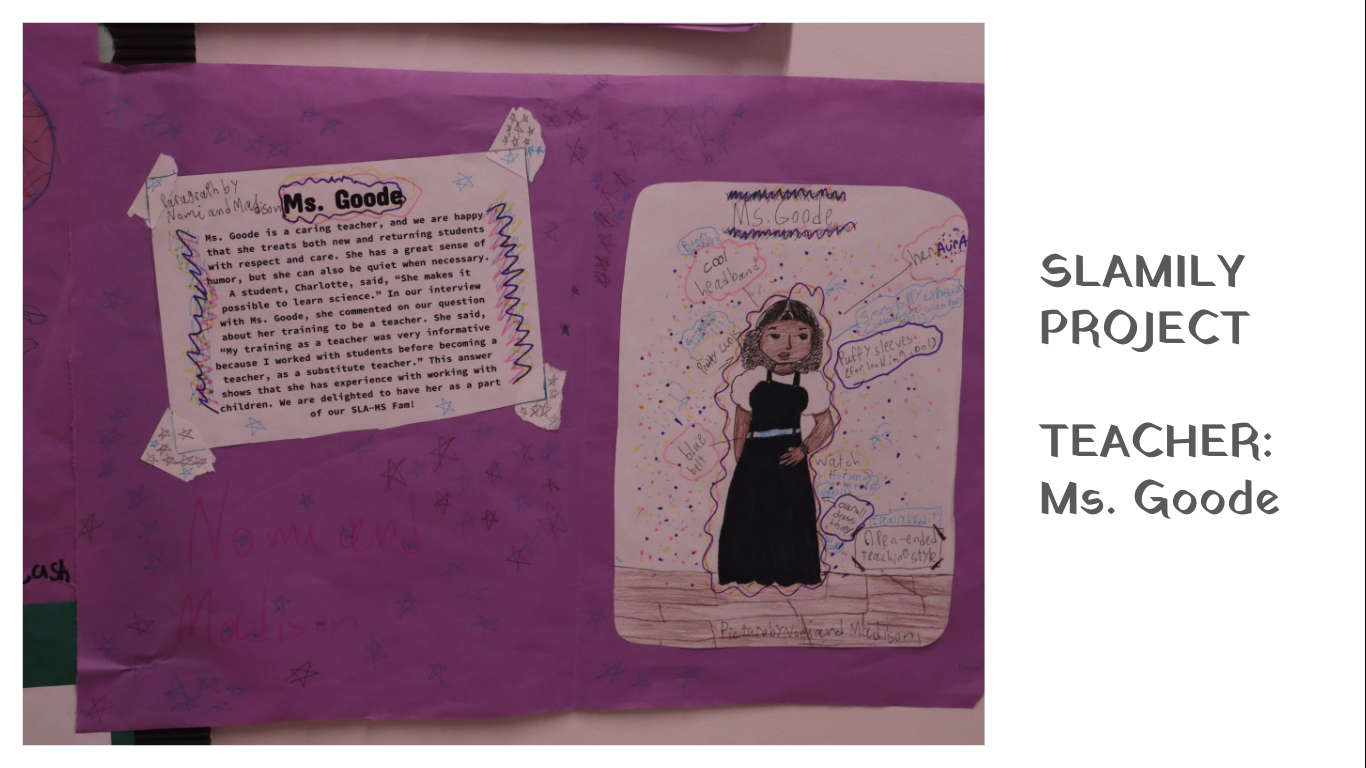 Paragraph by
Nomi and Madison
Ms. Goode
Ms. Goode is a caring teacher, and we are happy
that she treats both new and returning students
with respect and care. She has a great sense of
humor, but she can also be quiet when necessary.
A student, Charlotte, said, “She makes it
possible to learn science.” In our interview
with Ms. Goode, she commented on our question
about her training to be a teacher. She said,
“My training as a teacher was very informative
because I worked with students before becoming a
teacher, as a substitute teacher.” This answer
shows that she has experience with working with
children. We are delighted to have her as a part
of our SLA-MS Fam!
Nomi and
Madison
cash
Ms. Goode
cool
headband
her
AurA
Puffy sleeves
(for looking cool)
blue
belt
watch
overall
dress
Open-ended
teaching style
Picture by Nomi and Madison
SLAMILY
PROJECT
TEACHER:
Ms. Goode